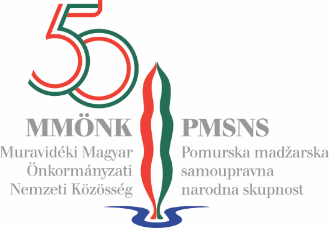 50
MMÖNK
Muravidéki Magyar
Önkormányzati
Nemzeti Közösség
PMSNS
Pomurska madžarska
samoupravna
narodna skupnost